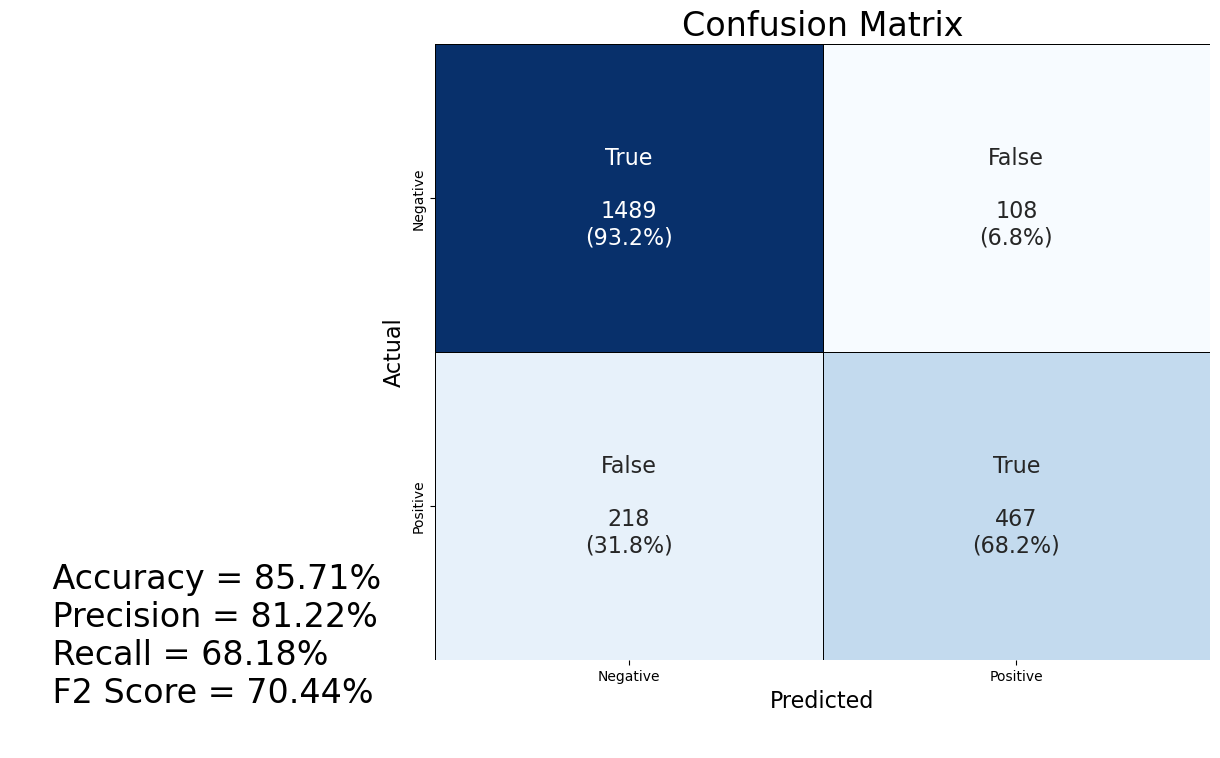 Confusion Matrix
True
1489
(93.2%)
False
108
(6.8%)
False
218
(31.8%)
True
467
(68.2%)
Negative
Positive
Actual
Negative
Positive
Predicted
Accuracy = 85.71%
Precision = 81.22%
Recall = 68.18%
F2 Score = 70.44%